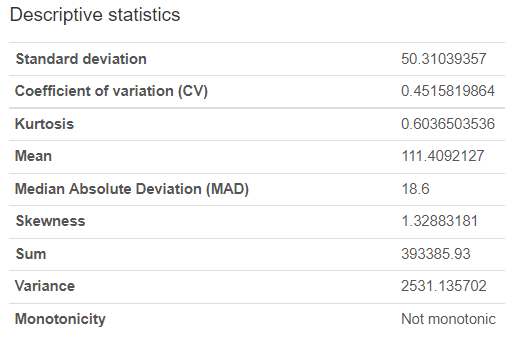 Descriptive statistics
Standard deviation 50.31039357
Coefficient of variation (CV) 0.4515819864
Kurtosis 0.6036503536
Mean 111.4092127
Median Absolute Deviation (MAD) 18.6
Skewness 1.32883181
Sum 393385.93
Variance 2531.135702
Monotonicity Not monotonic